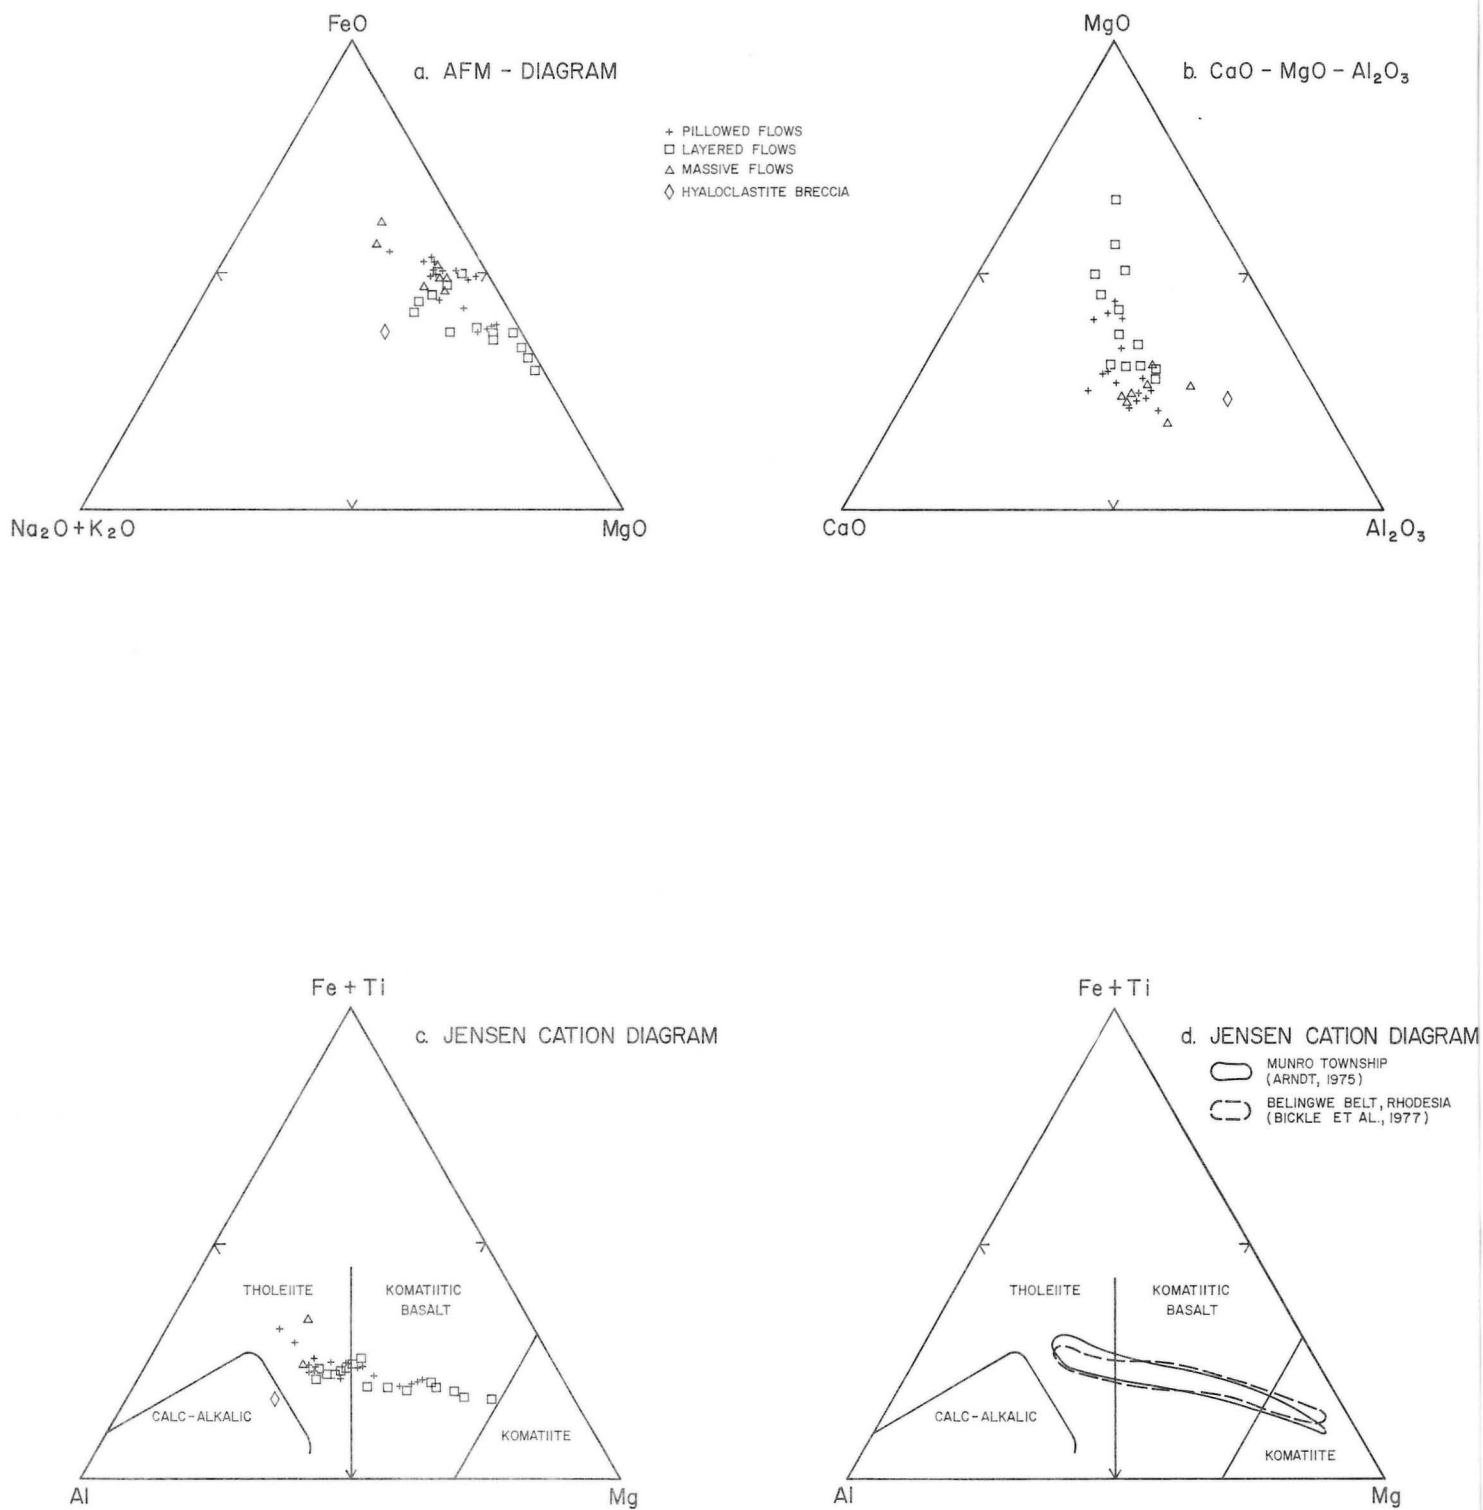 FeO
a. AFM - DIAGRAM
Na₂O+K₂O
MgO
+ PILLOWED FLOWS
□ LAYERED FLOWS
△ MASSIVE FLOWS
◇ HYALOCLASTITE BRECCIA
MgO
b. CaO - MgO - Al₂O₃
CaO
Al₂O₃
Fe + Ti
c. JENSEN CATION DIAGRAM
THOLEIITE
KOMATIITIC
BASALT
CALC-ALKALIC
KOMATIITE
Al
Mg
Fe+Ti
d. JENSEN CATION DIAGRAM
MUNRO TOWNSHIP
(ARNDT, 1975)
BELINGWE BELT, RHODESIA
(BICKLE ET AL., 1977)
THOLEIITE
KOMATIITIC
BASALT
CALC-ALKALIC
KOMATIITE
Al
Mg